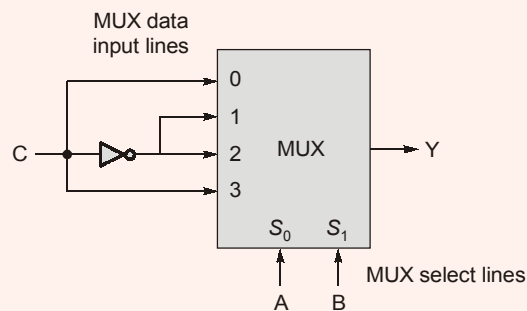 MUX data
input lines
0
1
C
2
MUX
Y
3
S0 S1
MUX select lines
A B